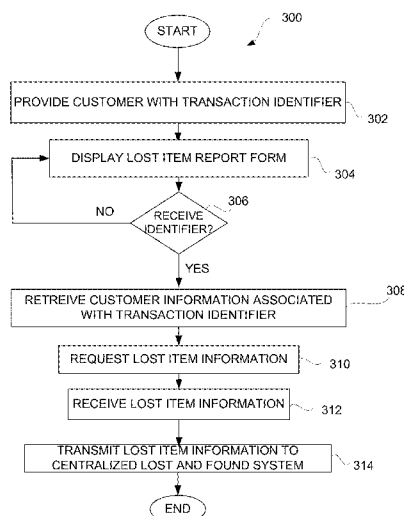 START
300
PROVIDE CUSTOMER WITH TRANSACTION IDENTIFIER
302
DISPLAY LOST ITEM REPORT FORM
304
306
NO
RECEIVE
IDENTIFIER?
YES
308
RETREIVE CUSTOMER INFORMATION ASSOCIATED
WITH TRANSACTION IDENTIFIER
REQUEST LOST ITEM INFORMATION
310
RECEIVE LOST ITEM INFORMATION
312
TRANSMIT LOST ITEM INFORMATION TO
CENTRALIZED LOST AND FOUND SYSTEM
314
END